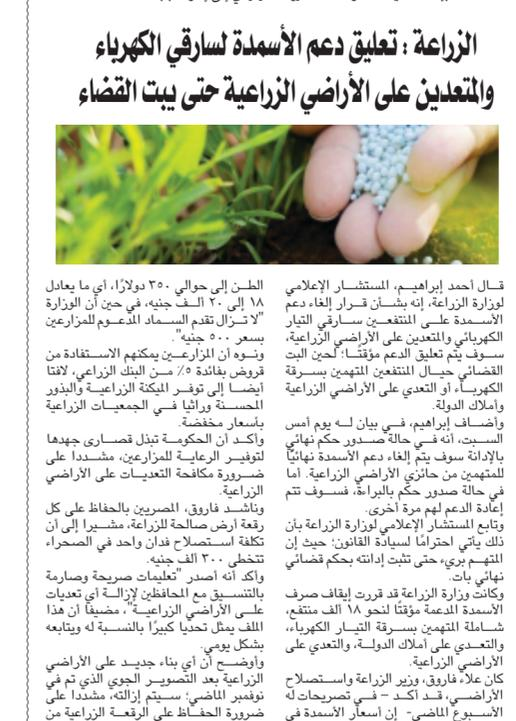 الزراعة : تعليق دعم الأسمدة لسارقي الكهرباء
والمتعدين على الأراضي الزراعية حتى يبت القضاء
قال أحمد إبراهيم، المستشار الإعلامي
لوزارة الزراعة، إنه بشأن قرار إلغاء دعم
الأسمدة على المنتفعين سارقي التيار
الكهربائي والمتعدين على الأراضي الزراعية،
سوف يتم تعليق الدعم مؤقتًا؛ لحين البت
القضائي حيال المنتفعين المتهمين بسرقة
الكهرباء أو التعدي على الأراضي الزراعية
وأملاك الدولة.
وأضاف إبراهيم، في بيان له يوم أمس
السبت، أنه في حالة صدور حكم نهائي
بالإدانة سوف يتم إلغاء دعم الأسمدة نهائيًا
للمتهمين من حائزي الأراضي الزرعية. أما
في حالة صدور حكم بالبراءة، فسوف تتم
إعادة الدعم لهم مرة أخرى.
وتابع المستشار الإعلامي لوزارة الزراعة بأن
ذلك يأتي احترامًا لسيادة القانون؛ حيث إن
المتهم بريء حتى تثبت إدانته بحكم قضائي
نهائي بات.
وكانت وزارة الزراعة قد قررت إيقاف صرف
الأسمدة المدعمة مؤقتًا لنحو ١٨ ألف منتفع،
شاملة المتهمين بسرقة التيار الكهرباء،
والتعدي على أملاك الدولة، والتعدي على
الأراضي الزراعية.
كان علاء فاروق، وزير الزراعة واستصلاح
الأراضي، قد أكد – في تصريحات له
الأسبوع الماضي- إن أسعار الأسمدة في
الطن إلى حوالي ٣٥٠ دولارًا، أي ما يعادل
١٨ إلى ٢٠ ألف جنيه، في حين أن الوزارة
"لا تزال تقدم السماد المدعوم للمزارعين
بسعر ٥٠٠ جنيه".
ونوه أن المزارعين يمكنهم الاستفادة من
قروض بفائدة ٥٪ من البنك الزراعي، لافتا
أيضا إلى توفر الميكنة الزراعية والبذور
المحسنة وراثيا في الجمعيات الزراعية
بأسعار مخفضة.
وأكد أن الحكومة تبذل قصارى جهدها
لتوفير الرعاية للمزارعين، مشددا على
ضرورة مكافحة التعديات على الأراضي
الزراعية.
وناشد فاروق، المصريين بالحفاظ على كل
رقعة أرض صالحة للزراعة، مشيرا إلى أن
تكلفة استصلاح فدان واحد في الصحراء
تتخطى ٣٠٠ ألف جنيه.
وأكد أنه أصدر "تعليمات صريحة وصارمة
بالتنسيق مع المحافظين لإزالة أي تعديات
على الأراضي الزراعية"، مضيفا أن هذا
الملف يمثل تحديا كبيرًا بالنسبة له ويتابعه
بشكل يومي.
وأوضح أن أي بناء جديد على الأراضي
الزراعية بعد التصوير الجوي الذي تم في
نوفمبر الماضي؛ سيتم إزالته، مشددا على
ضرورة الحفاظ على الرقعة الزراعية من